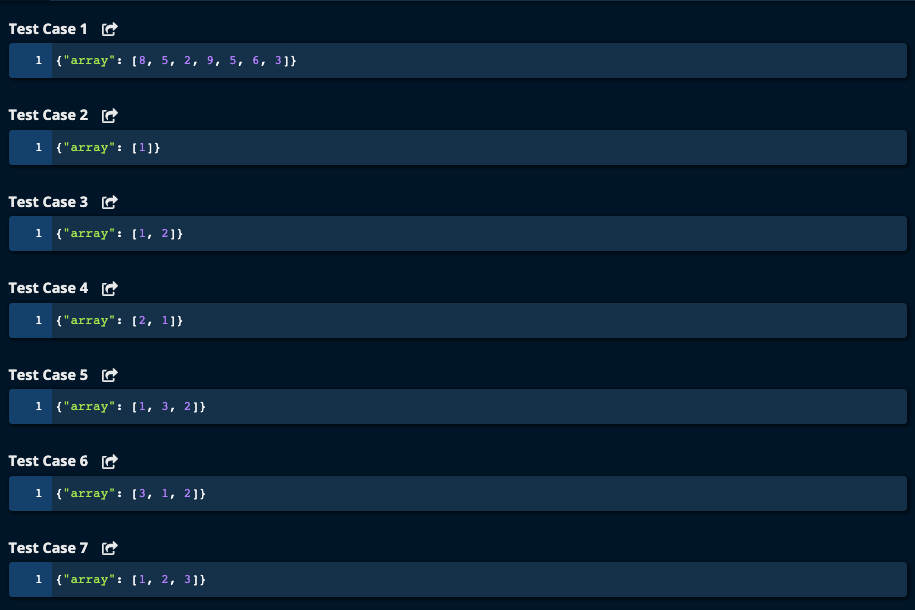 Test Case 1
1 {"array": [8, 5, 2, 9, 5, 6, 3]}
Test Case 2
1 {"array": [1]}
Test Case 3
1 {"array": [1, 2]}
Test Case 4
1 {"array": [2, 1]}
Test Case 5
1 {"array": [1, 3, 2]}
Test Case 6
1 {"array": [3, 1, 2]}
Test Case 7
1 {"array": [1, 2, 3]}